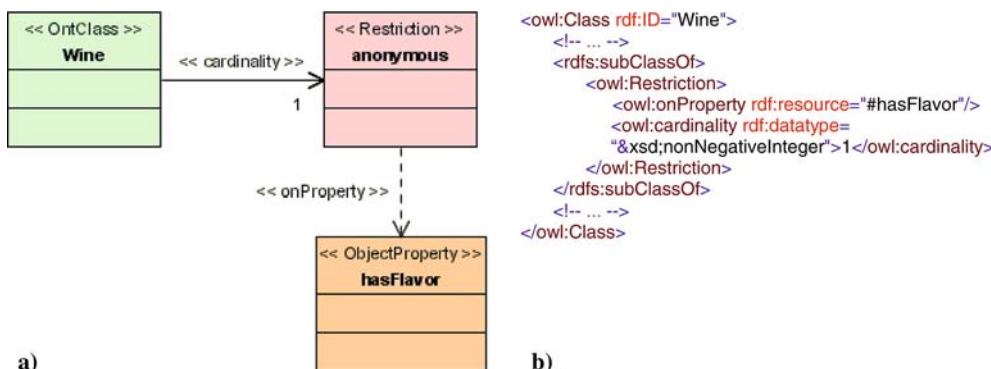 << OntClass >>
Wine
<< cardinality >>
1
<< Restriction >>
anonymous
<< onProperty >>
<< ObjectProperty >>
hasFlavor
a)
<owl:Class rdf:ID="Wine">
<!-- ... -->
<rdfs:subClassOf>
<owl:Restriction>
<owl:onProperty rdf:resource="#hasFlavor"/>
<owl:cardinality rdf:datatype=
"&xsd;nonNegativeInteger">1</owl:cardinality>
</owl:Restriction>
</rdfs:subClassOf>
<!-- ... -->
</owl:Class>
b)